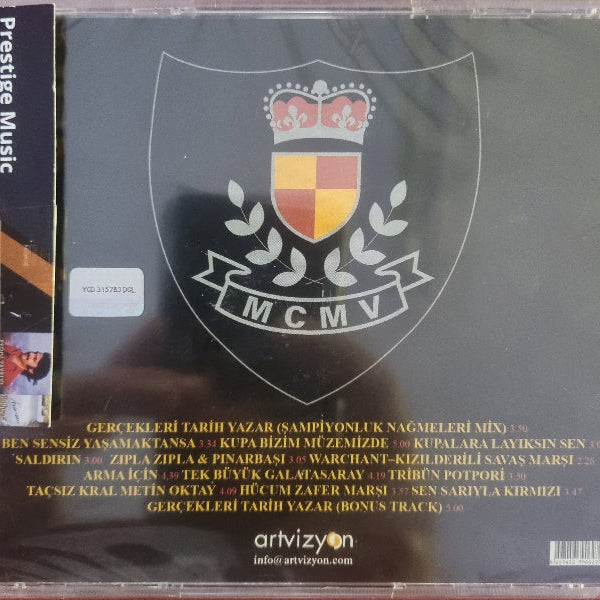 Prestige Music
YCD 315783 DGL
MCMV
GERÇEKLERİ TARİH YAZAR (ŞAMPİYONLUK NAĞMELERİ MİX) 3.50
BEN SENSİZ YAŞAMAKTANSA 3.34 KUPA BİZİM MÜZEMİZDE 5.00 KUPALARA LAYIKSIN SEN
SALDIRIN 3.00 ZIPLA ZIPLA & PINARBAŞI 3.05 WARCHANT–KIZILDERİLİ SAVAŞ MARŞI 2.26
ARMA İÇİN 4.39 TEK BÜYÜK GALATASARAY 4.19 TRİBÜN POTPORİ 3.50
TAÇSIZ KRAL METİN OKTAY 4.09 HÜCUM ZAFER MARŞI 3.57 SEN SARIYLA KIRMIZI 3.47
GERÇEKLERİ TARİH YAZAR (BONUS TRACK) 5.00
artvizyon
info@artvizyon.com